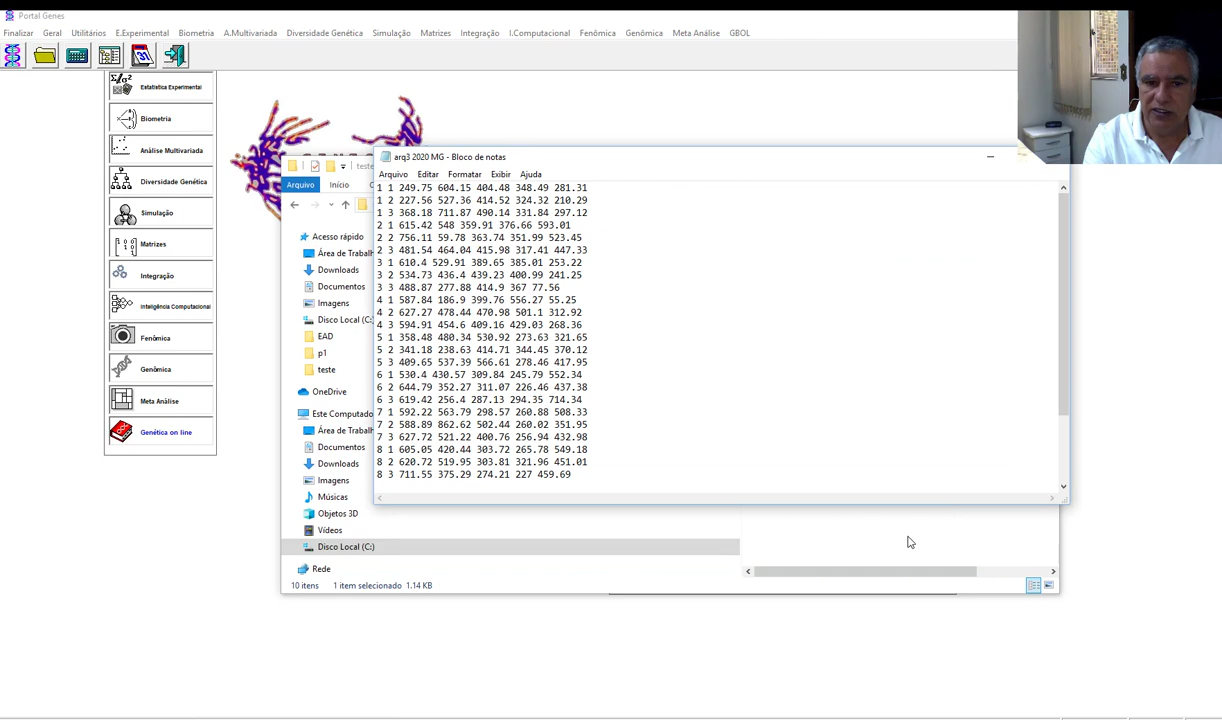 Portal Genes
Finalizar Geral Utilitários E.Experimental Biometria A.Multivariada Diversidade Genética Simulação Matrizes Integração I.Computacional Fenômica Genômica Meta Análise GBOL
Estatística Experimental
Biometria
Análise Multivariada
Diversidade Genética
Simulação
Matrizes
Integração
Inteligência Computacional
Fenômica
Genômica
Meta Análise
Genética on line
teste
Arquivo Início
Acesso rápido
Área de Trabalh
Downloads
Documentos
Imagens
Disco Local (C:)
EAD
p1
teste
OneDrive
Este Computado
Área de Trabalh
Documentos
Downloads
Imagens
Músicas
Objetos 3D
Vídeos
Disco Local (C:)
Rede
10 itens 1 item selecionado 1.14 KB
arq3 2020 MG - Bloco de notas
Arquivo Editar Formatar Exibir Ajuda
1 1 249.75 604.15 404.48 348.49 281.31
1 2 227.56 527.36 414.52 324.32 210.29
1 3 368.18 711.87 490.14 331.84 297.12
2 1 615.42 548 359.91 376.66 593.01
2 2 756.11 59.78 363.74 351.99 523.45
2 3 481.54 464.04 415.98 317.41 447.33
3 1 610.4 529.91 389.65 385.01 253.22
3 2 534.73 436.4 439.23 400.99 241.25
3 3 488.87 277.88 414.9 367 77.56
4 1 587.84 186.9 399.76 556.27 55.25
4 2 627.27 478.44 470.98 501.1 312.92
4 3 594.91 454.6 409.16 429.03 268.36
5 1 358.48 480.34 530.92 273.63 321.65
5 2 341.18 238.63 414.71 344.45 370.12
5 3 409.65 537.39 566.61 278.46 417.95
6 1 530.4 430.57 309.84 245.79 552.34
6 2 644.79 352.27 311.07 226.46 437.38
6 3 619.42 256.4 287.13 294.35 714.34
7 1 592.22 563.79 298.57 260.88 508.33
7 2 588.89 862.62 502.44 260.02 351.95
7 3 627.72 521.22 400.76 256.94 432.98
8 1 605.05 420.44 303.72 265.78 549.18
8 2 620.72 519.95 303.81 321.96 451.01
8 3 711.55 375.29 274.21 227 459.69